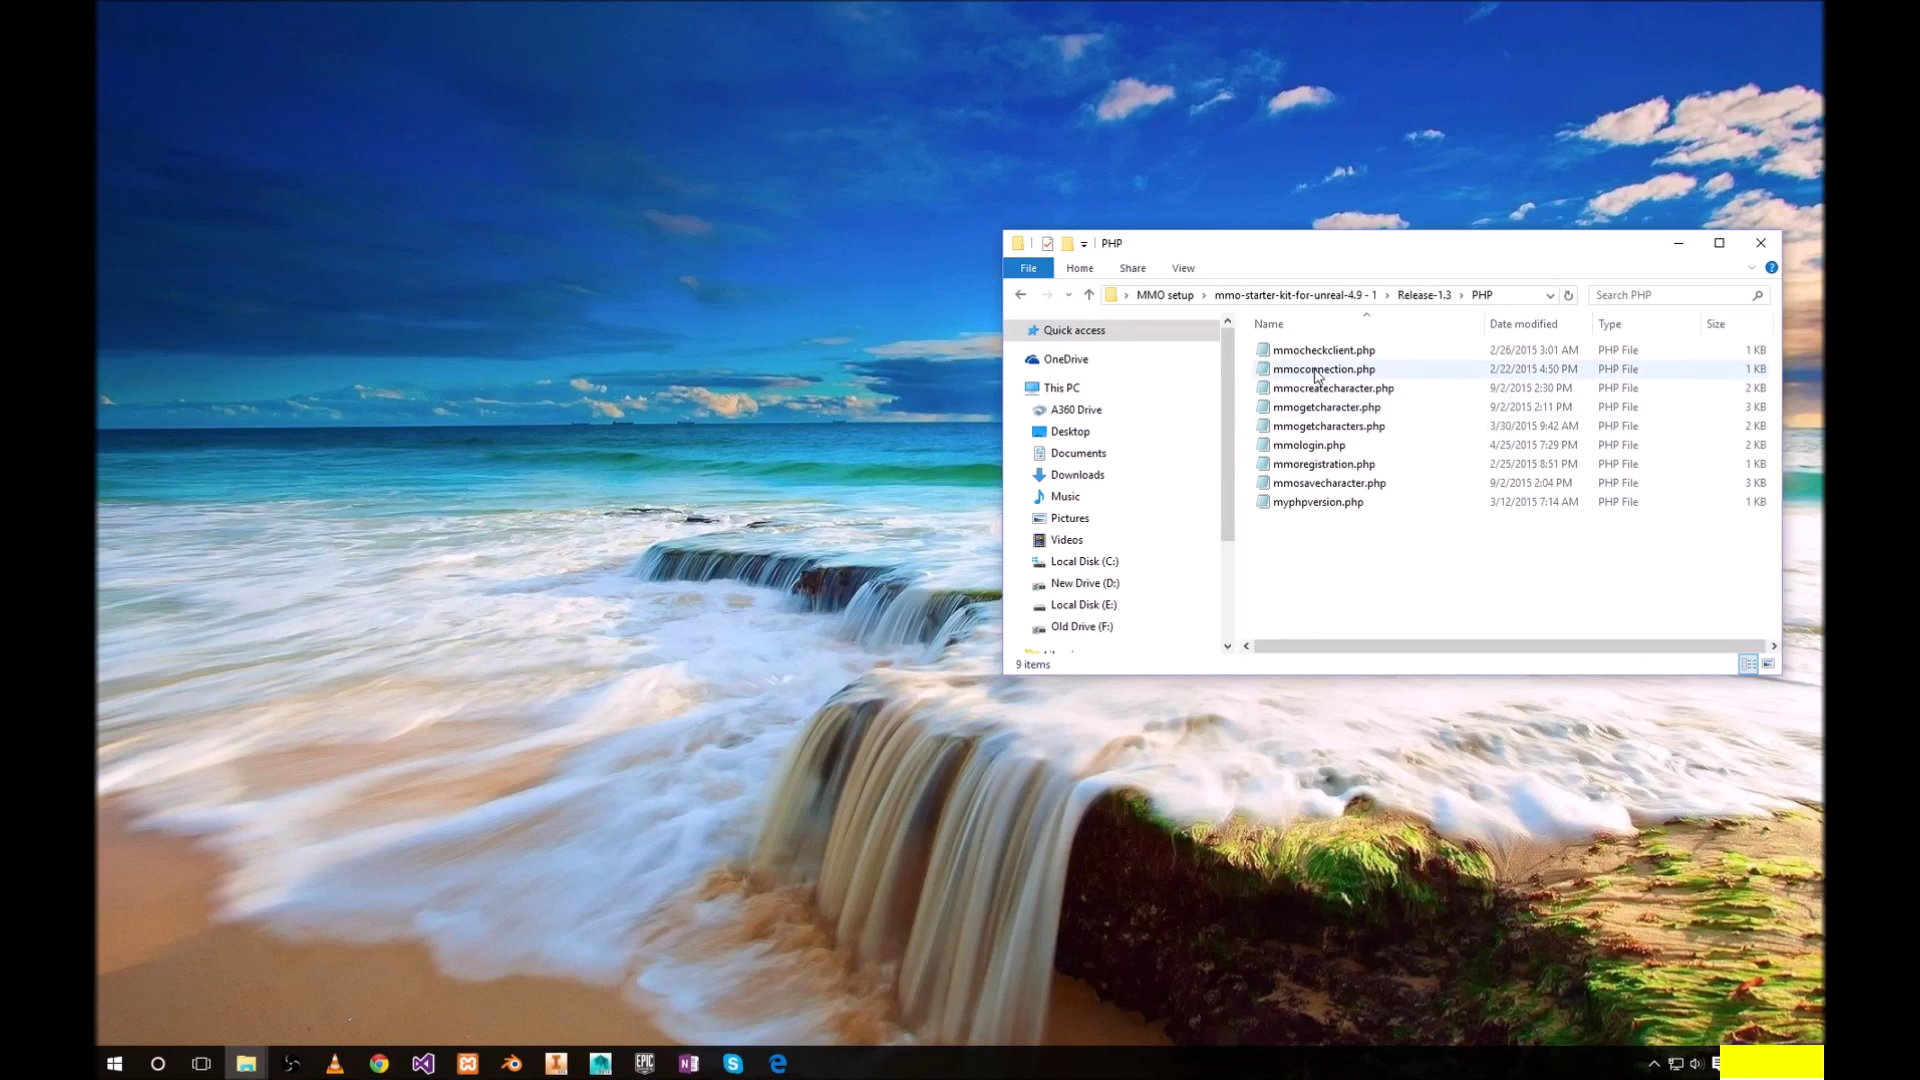 PHP
File Home Share View
MMO setup mmo-starter-kit-for-unreal-4.9 - 1 Release-1.3 PHP Search PHP
Name Date modified Type Size
Quick access
OneDrive
This PC
A360 Drive
Desktop
Documents
Downloads
Music
Pictures
Videos
Local Disk (C:)
New Drive (D:)
Local Disk (E:)
Old Drive (F:)
mmocheckclient.php 2/26/2015 3:01 AM PHP File 1 KB
mmoconnection.php 2/22/2015 4:50 PM PHP File 1 KB
mmocreatecharacter.php 9/2/2015 2:30 PM PHP File 2 KB
mmogetcharacter.php 9/2/2015 2:11 PM PHP File 3 KB
mmogetcharacters.php 3/30/2015 9:42 AM PHP File 2 KB
mmologin.php 4/25/2015 7:29 PM PHP File 2 KB
mmoregistration.php 2/25/2015 8:51 PM PHP File 1 KB
mmosavecharacter.php 9/2/2015 2:04 PM PHP File 3 KB
myphpversion.php 3/12/2015 7:14 AM PHP File 1 KB
9 items
EPIC